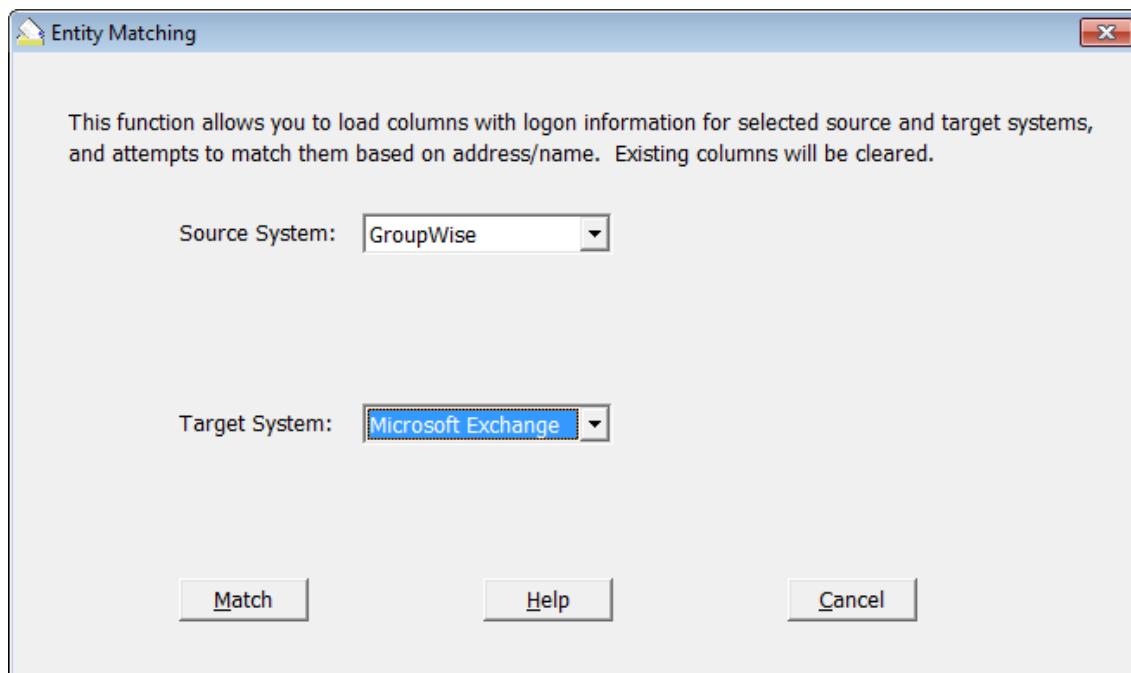 Entity Matching
This function allows you to load columns with logon information for selected source and target systems,
and attempts to match them based on address/name.  Existing columns will be cleared.
Source System: GroupWise
Target System: Microsoft Exchange
Match Help Cancel